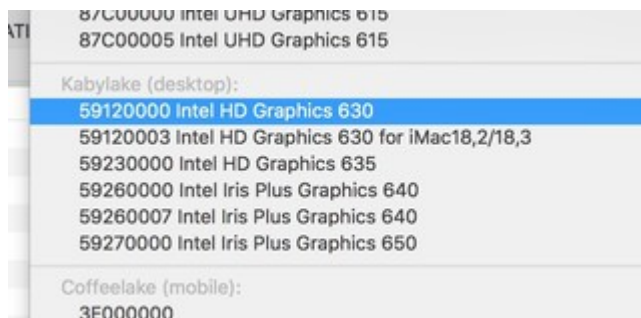 ATI
87C00000 Intel UHD Graphics 615
87C00005 Intel UHD Graphics 615
Kabylake (desktop):
59120000 Intel HD Graphics 630
59120003 Intel HD Graphics 630 for iMac18,2/18,3
59230000 Intel HD Graphics 635
59260000 Intel Iris Plus Graphics 640
59260007 Intel Iris Plus Graphics 640
59270000 Intel Iris Plus Graphics 650
Coffeelake (mobile):
3E000000